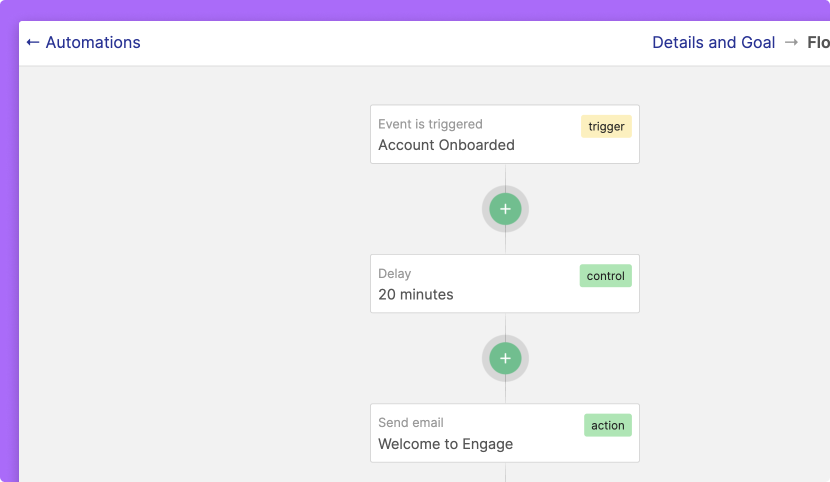 ← Automations
Details and Goal → Flo
Event is triggered
trigger
Account Onboarded
+
Delay
control
20 minutes
+
Send email
action
Welcome to Engage